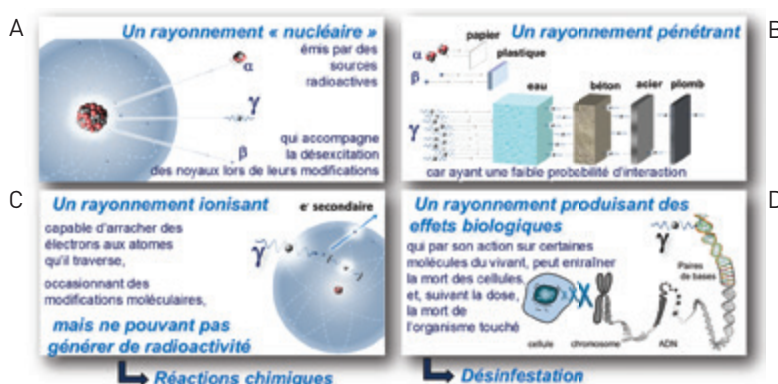 A
Un rayonnement « nucléaire »
émis par des
sources
radioactives
α
γ
β
qui accompagne
la désexcitation
des noyaux lors de leurs modifications
B
Un rayonnement pénétrant
papier
plastique
α
β
eau
béton
acier
plomb
γ
car ayant une faible probabilité d'interaction
C
Un rayonnement ionisant
e- secondaire
capable d'arracher des
électrons aux atomes
qu'il traverse,
γ
occasionnant des
modifications moléculaires,
mais ne pouvant pas
générer de radioactivité
Réactions chimiques
D
Un rayonnement produisant des
effets biologiques
qui par son action sur certaines
molécules du vivant, peut entraîner
la mort des cellules,
et, suivant la dose,
la mort de
l'organisme touché
γ
Paires
de bases
cellule
chromosome
ADN
Désinfestation